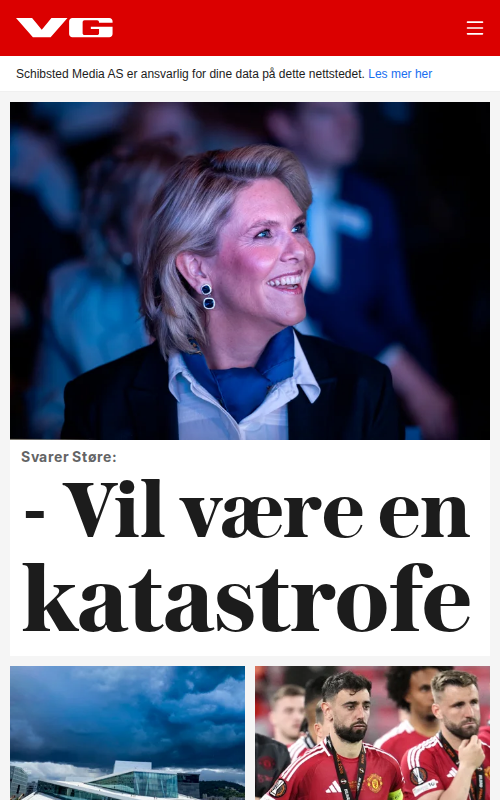 VG
Schibsted Media AS er ansvarlig for dine data på dette nettstedet. Les mer her
Svarer Støre:
- Vil være en
katastrofe